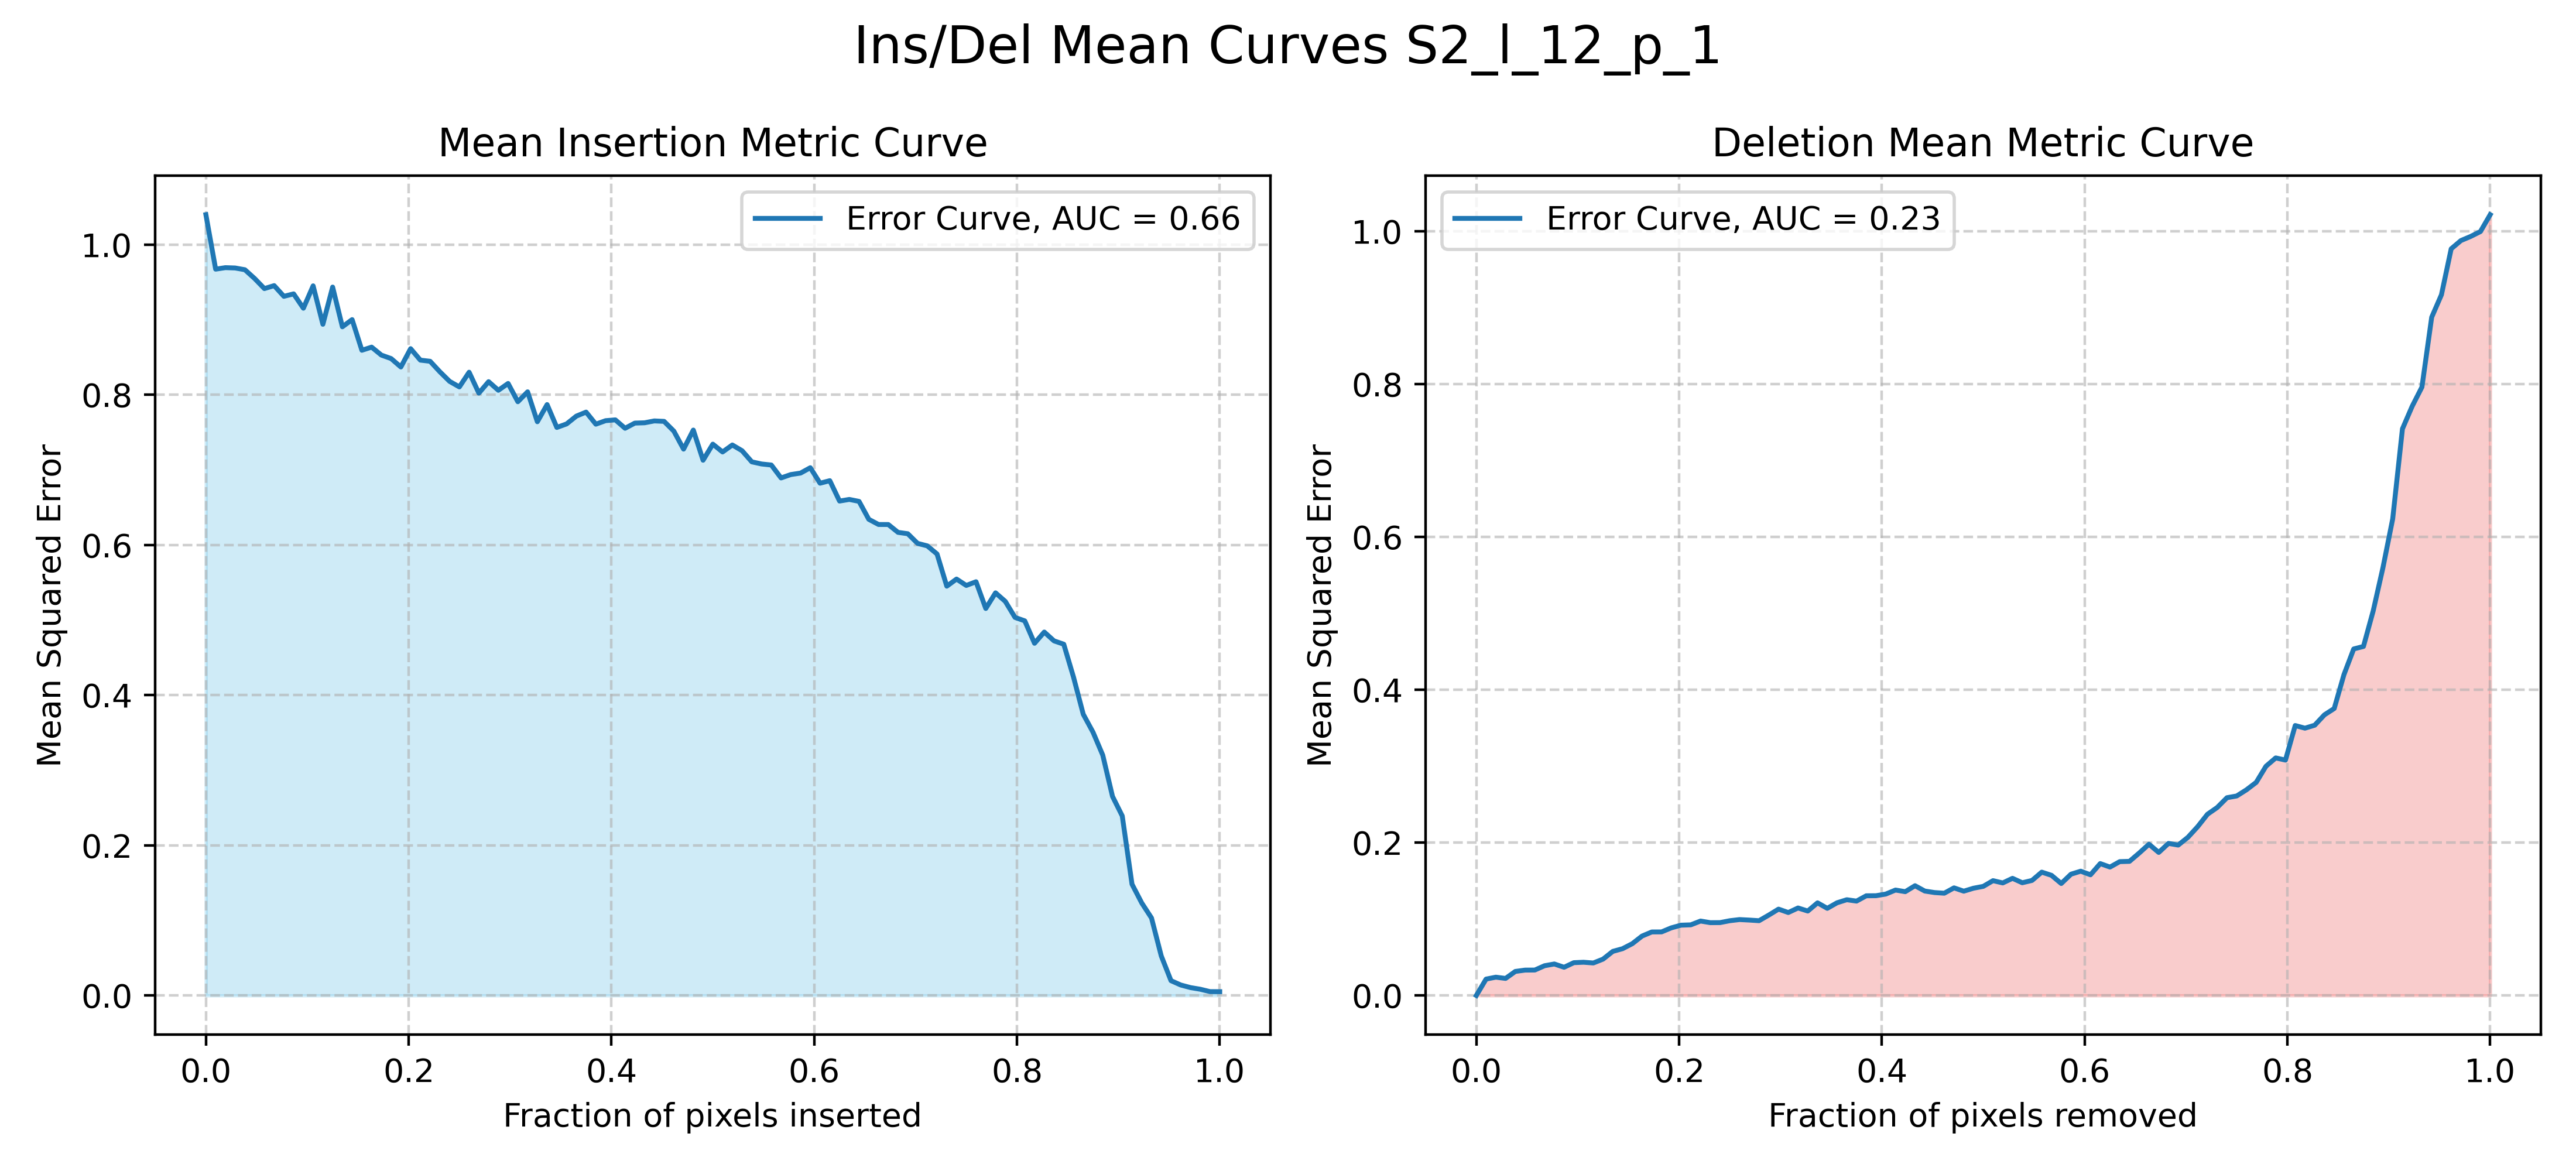 Ins/Del Mean Curves S2_l_12_p_1
Mean Insertion Metric Curve
Error Curve, AUC = 0.66
Mean Squared Error
1.0
0.8
0.6
0.4
0.2
0.0
0.0 0.2 0.4 0.6 0.8 1.0
Fraction of pixels inserted
Deletion Mean Metric Curve
Error Curve, AUC = 0.23
Mean Squared Error
1.0
0.8
0.6
0.4
0.2
0.0
0.0 0.2 0.4 0.6 0.8 1.0
Fraction of pixels removed